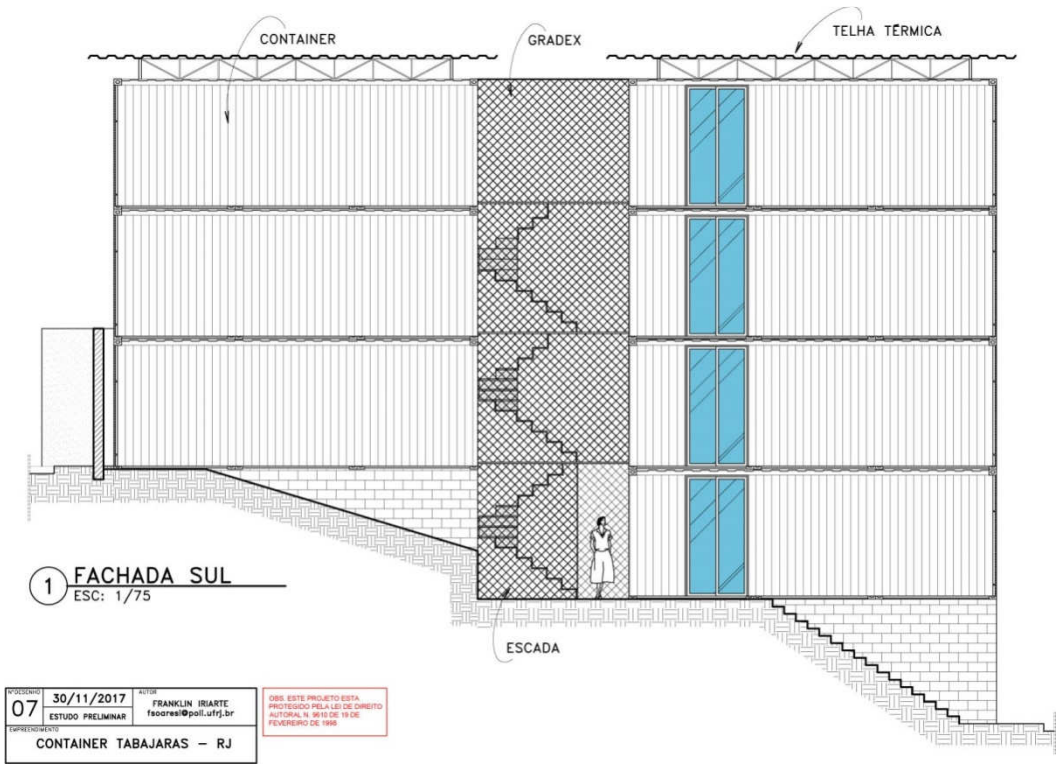 CONTAINER
GRADEX
TELHA TÉRMICA
1
FACHADA SUL
ESC: 1/75
ESCADA
N°DESENHO
07
30/11/2017
ESTUDO PRELIMINAR
AUTOR
FRANKLIN IRIARTE
fsoaresi@poli.ufrj.br
EMPREENDIMENTO
CONTAINER TABAJARAS – RJ
OBS: ESTE PROJETO ESTA
PROTEGIDO PELA LEI DE DIREITO
AUTORAL N. 9610 DE 19 DE
FEVEREIRO DE 1998